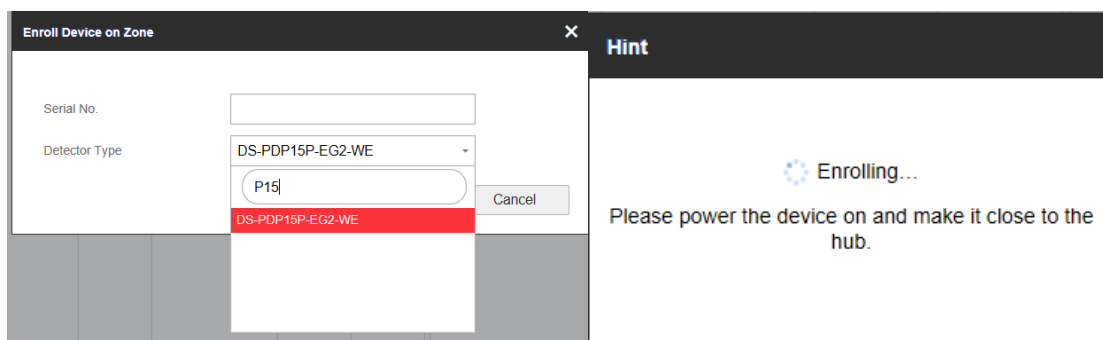 Enroll Device on Zone
Serial No.
Detector Type
DS-PDP15P-EG2-WE
P15
DS-PDP15P-EG2-WE
Cancel
Hint
Enrolling...
Please power the device on and make it close to the
hub.